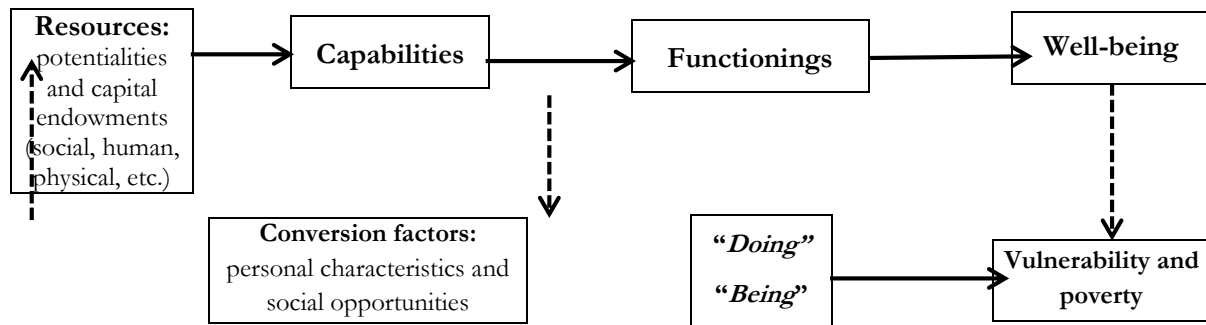 Resources:
potentialities
and capital
endowments
(social, human,
physical, etc.)
Capabilities
Functionings
Well-being
Conversion factors:
personal characteristics and
social opportunities
“Doing”
“Being”
Vulnerability and
poverty